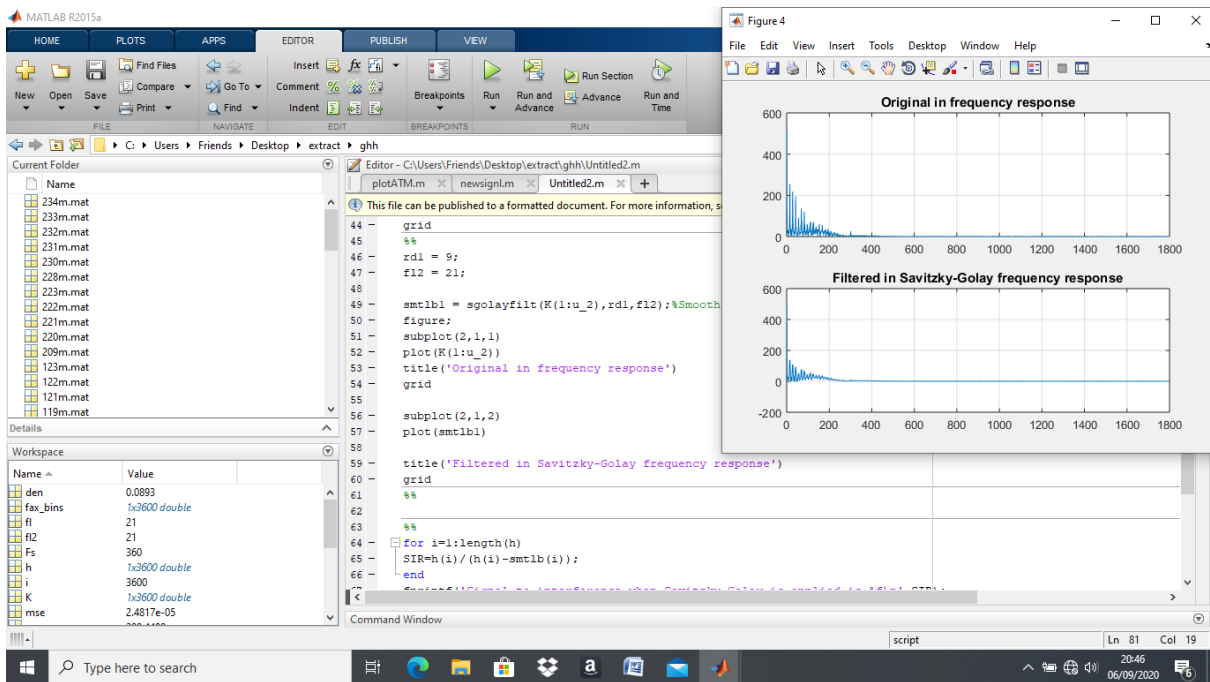 MATLAB R2015a
HOME PLOTS APPS EDITOR PUBLISH VIEW
New Open Save Find Files Compare Print Go To Find Insert Comment Indent fx Breakpoints Run Run and Advance Run Section Advance Run and Time
FILE NAVIGATE EDIT BREAKPOINTS RUN
C: Users Friends Desktop extract ghh
Current Folder
Name
234m.mat
233m.mat
232m.mat
231m.mat
230m.mat
228m.mat
223m.mat
222m.mat
221m.mat
220m.mat
209m.mat
123m.mat
122m.mat
121m.mat
119m.mat
Details
Workspace
Name Value
den 0.0893
fax_bins 1x3600 double
fl 21
fl2 21
Fs 360
h 1x3600 double
i 3600
K 1x3600 double
mse 2.4817e-05
Editor - C:\Users\Friends\Desktop\extract\ghh\Untitled2.m
plotATM.m newsignl.m Untitled2.m
This file can be published to a formatted document. For more information, s
44 grid
45 %%
46 rd1 = 9;
47 fl2 = 21;
48
49 smtlb1 = sgolayfilt(K(1:u_2),rd1,fl2);%Smooth
50 figure;
51 subplot(2,1,1)
52 plot(K(1:u_2))
53 title('Original in frequency response')
54 grid
55
56 subplot(2,1,2)
57 plot(smtlb1)
58
59 title('Filtered in Savitzky-Golay frequency response')
60 grid
61 %%
62
63 %%
64 for i=1:length(h)
65 SIR=h(i)/(h(i)-smtlb(i));
66 end
Command Window
script Ln 81 Col 19
Figure 4
File Edit View Insert Tools Desktop Window Help
Original in frequency response
600
400
200
0
0 200 400 600 800 1000 1200 1400 1600 1800
Filtered in Savitzky-Golay frequency response
600
400
200
0
-200
0 200 400 600 800 1000 1200 1400 1600 1800
Type here to search
a
20:46
06/09/2020
6